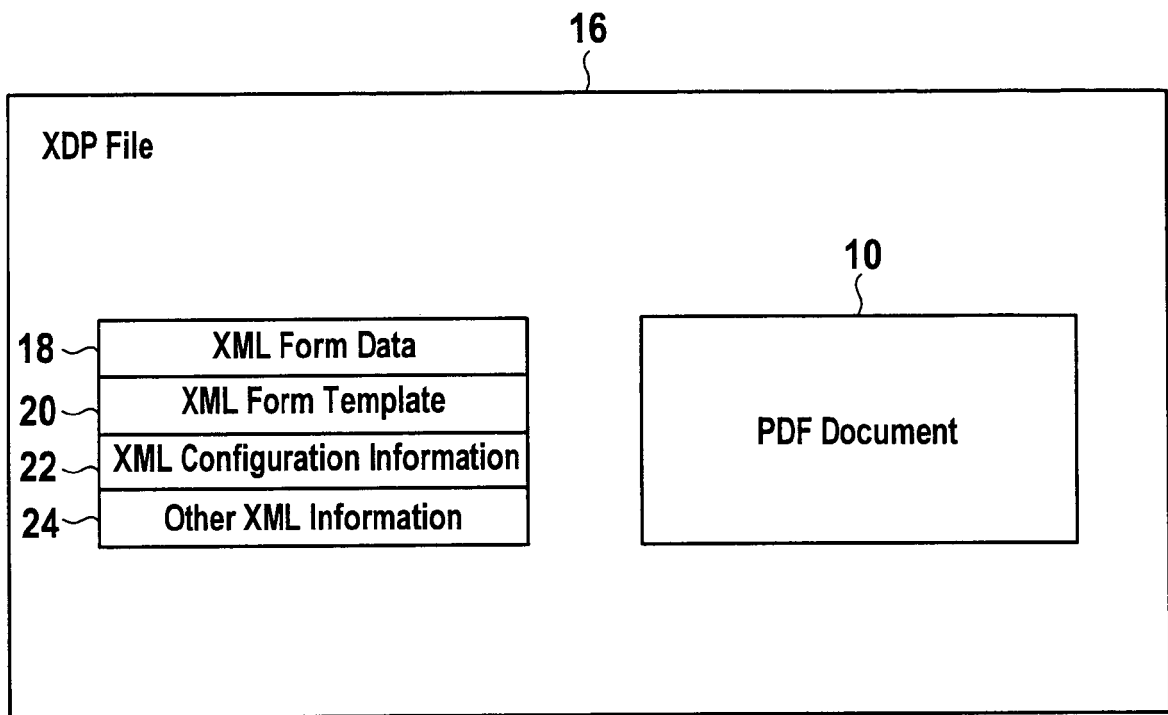 16
XDP File
10
18
XML Form Data
20
XML Form Template
22
XML Configuration Information
24
Other XML Information
PDF Document